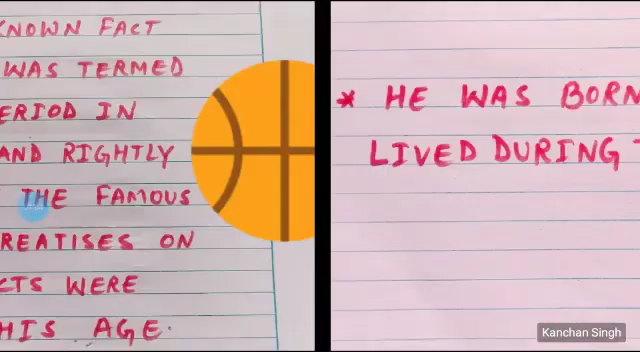 KNOWN FACT
WAS TERMED
ERIOD IN
AND RIGHTLY
THE FAMOUS
REATISES ON
CTS WERE
HIS AGE.
* HE WAS BORN
LIVED DURING T
Kanchan Singh